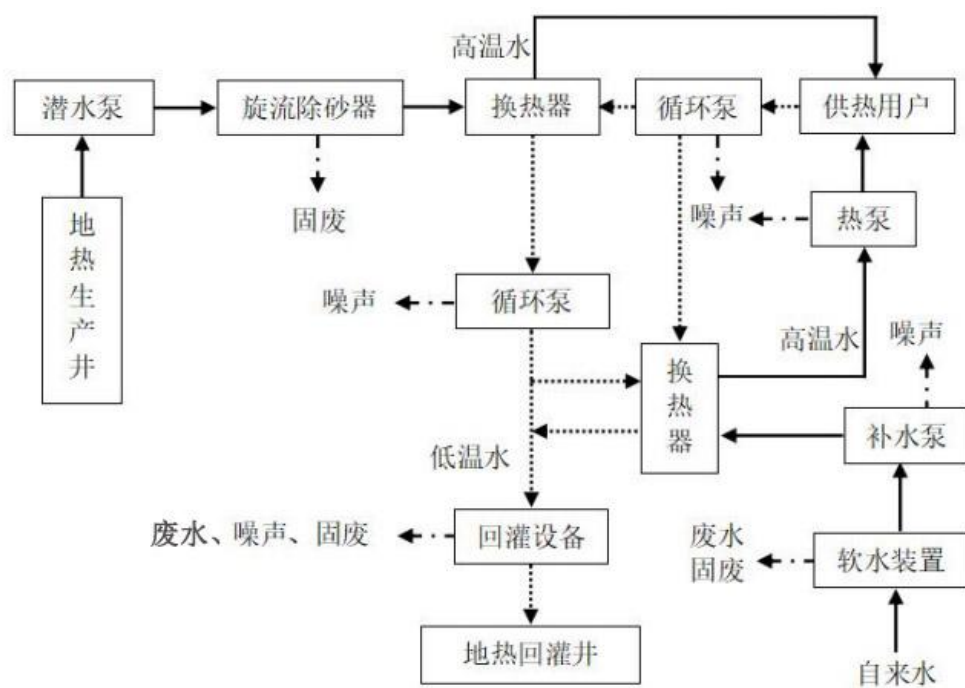 高温水
潜水泵
旋流除砂器
换热器
循环泵
供热用户
地热生产井
固废
噪声
热泵
噪声
循环泵
高温水
噪声
换热器
补水泵
低温水
废水、噪声、固废
回灌设备
废水
固废
软水装置
地热回灌井
自来水